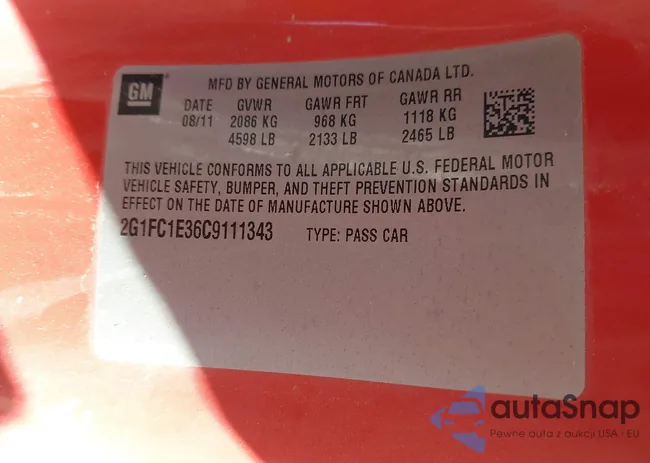 GM
MFD BY GENERAL MOTORS OF CANADA LTD.
DATE GVWR GAWR FRT GAWR RR
08/11 2086 KG 968 KG 1118 KG
4598 LB 2133 LB 2465 LB
THIS VEHICLE CONFORMS TO ALL APPLICABLE U.S. FEDERAL MOTOR
VEHICLE SAFETY, BUMPER, AND THEFT PREVENTION STANDARDS IN
EFFECT ON THE DATE OF MANUFACTURE SHOWN ABOVE.
2G1FC1E36C9111343 TYPE: PASS CAR
autaSnap
Pewne auta z aukcji USA - EU